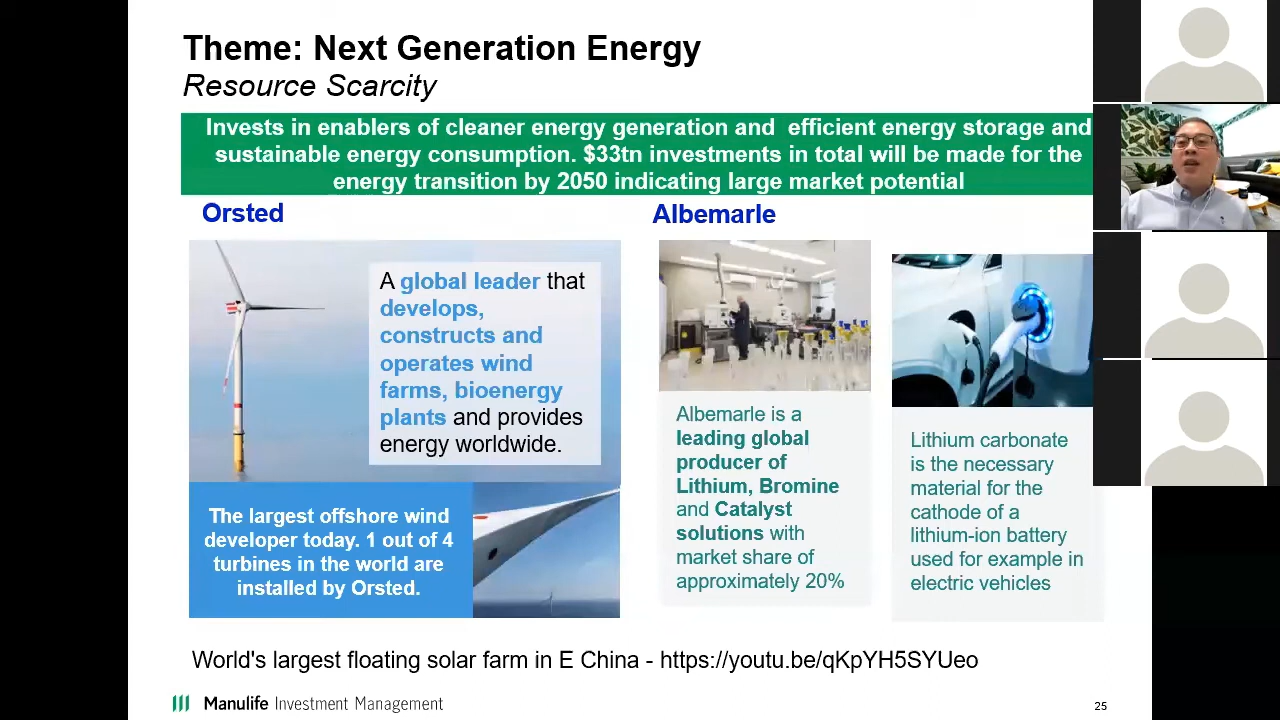 Theme: Next Generation Energy
Resource Scarcity
Invests in enablers of cleaner energy generation and  efficient energy storage and
sustainable energy consumption. $33tn investments in total will be made for the
energy transition by 2050 indicating large market potential
Orsted
A global leader that
develops,
constructs and
operates wind
farms, bioenergy
plants and provides
energy worldwide.
The largest offshore wind
developer today. 1 out of 4
turbines in the world are
installed by Orsted.
Albemarle
Albemarle is a
leading global
producer of
Lithium, Bromine
and Catalyst
solutions with
market share of
approximately 20%
Lithium carbonate
is the necessary
material for the
cathode of a
lithium-ion battery
used for example in
electric vehicles
World's largest floating solar farm in E China - https://youtu.be/qKpYH5SYUeo
Manulife Investment Management
25